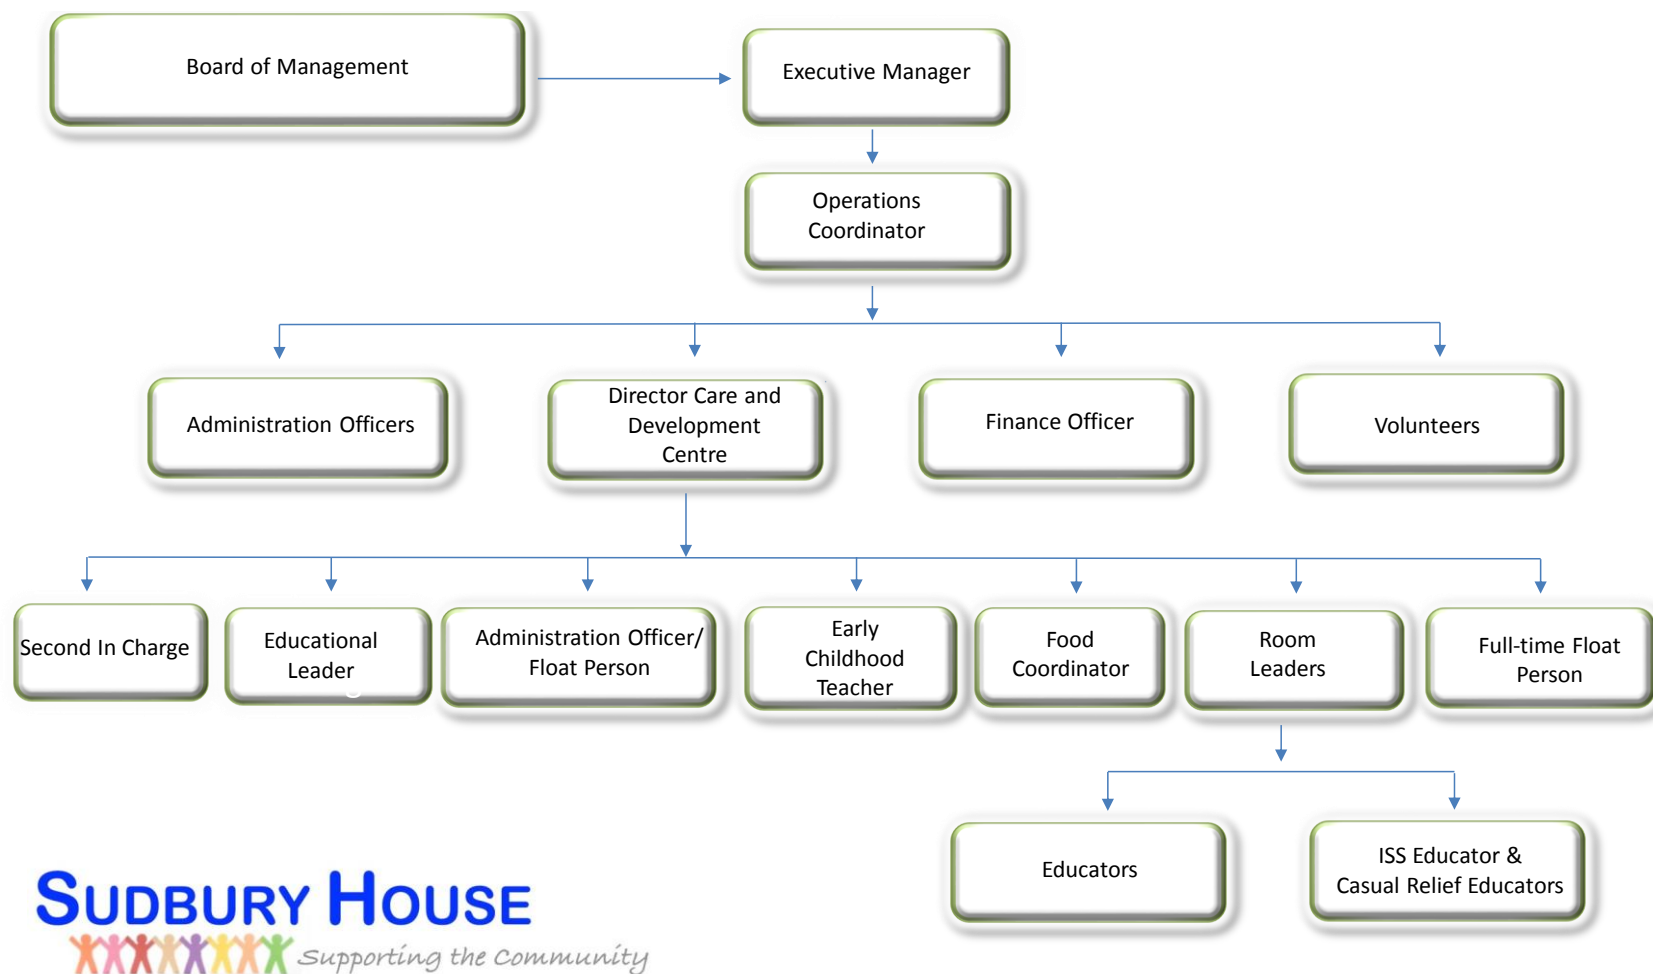 Board of Management
Executive Manager
Operations
Coordinator
Administration Officers
Director Care and
Development
Centre
Finance Officer
Volunteers
Second In Charge
Educational
Leader
Administration Officer/
Float Person
Early
Childhood
Teacher
Food
Coordinator
Room
Leaders
Full-time Float
Person
Educators
ISS Educator &
Casual Relief Educators
SUDBURY HOUSE
Supporting the Community